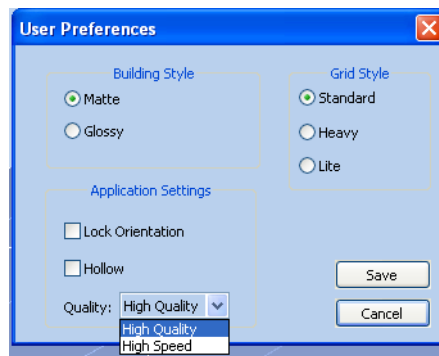 User Preferences
Building Style
Matte
Glossy
Grid Style
Standard
Heavy
Lite
Application Settings
Lock Orientation
Hollow
Quality: High Quality
High Quality
High Speed
Save
Cancel